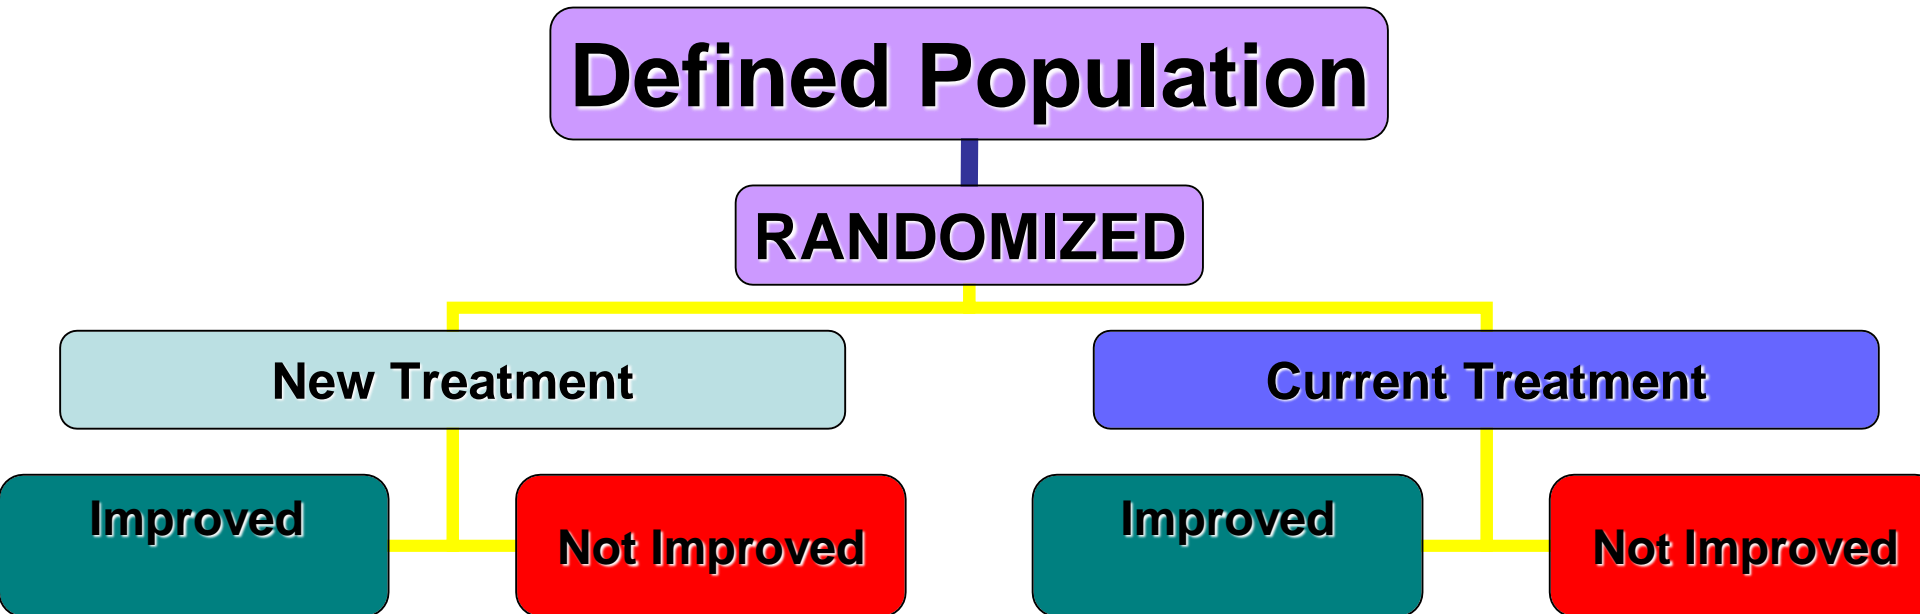 Defined Population
RANDOMIZED
New Treatment
Current Treatment
Improved
Not Improved
Improved
Not Improved